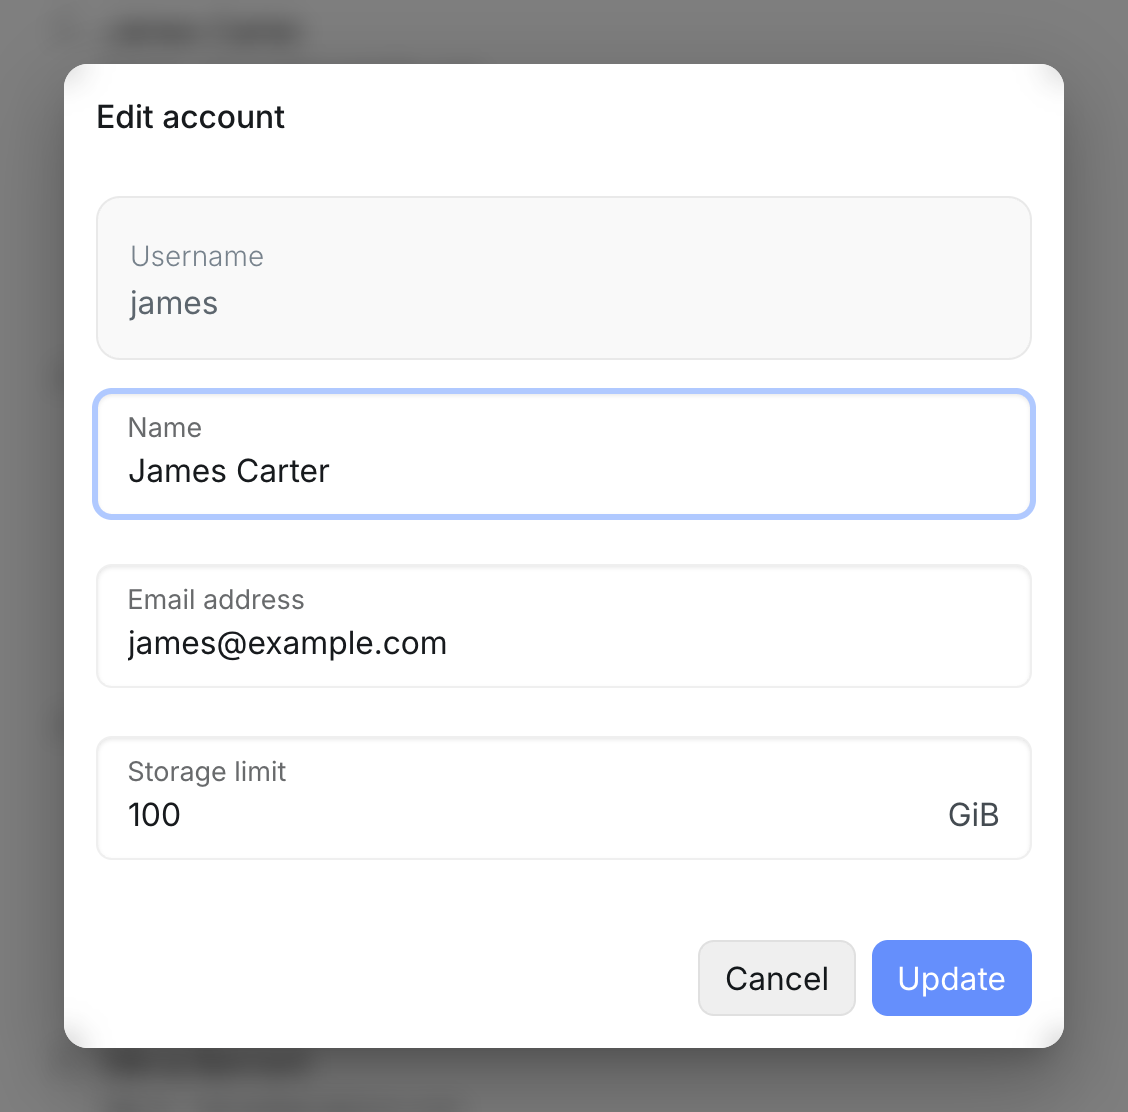 Edit account
Username
james
Name
James Carter
Email address
james@example.com
Storage limit
100 GiB
Cancel Update